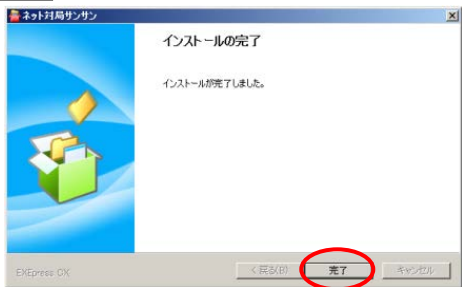 ネット対局サンサン
インストールの完了
インストールが完了しました。
EXEpress CX
< 戻る(B)
完了
キャンセル